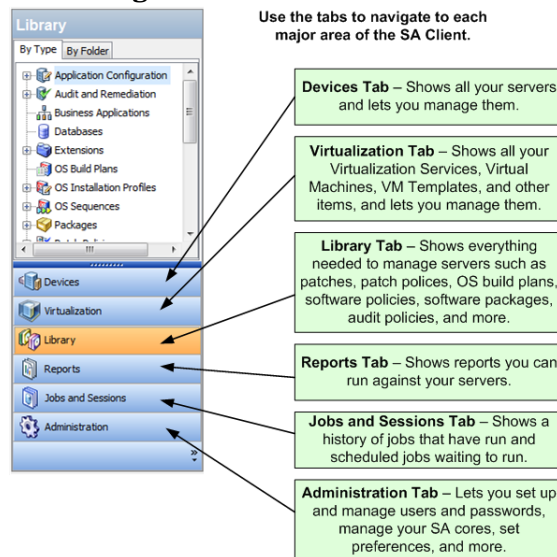 Use the tabs to navigate to each
major area of the SA Client.
Library
By Type
By Folder
Application Configuration
Audit and Remediation
Business Applications
Databases
Extensions
OS Build Plans
OS Installation Profiles
OS Sequences
Packages
Devices
Virtualization
Library
Reports
Jobs and Sessions
Administration
Devices Tab – Shows all your servers
and lets you manage them.
Virtualization Tab – Shows all your
Virtualization Services, Virtual
Machines, VM Templates, and other
items, and lets you manage them.
Library Tab – Shows everything
needed to manage servers such as
patches, patch polices, OS build plans,
software policies, software packages,
audit policies, and more.
Reports Tab – Shows reports you can
run against your servers.
Jobs and Sessions Tab – Shows a
history of jobs that have run and
scheduled jobs waiting to run.
Administration Tab – Lets you set up
and manage users and passwords,
manage your SA cores, set
preferences, and more.